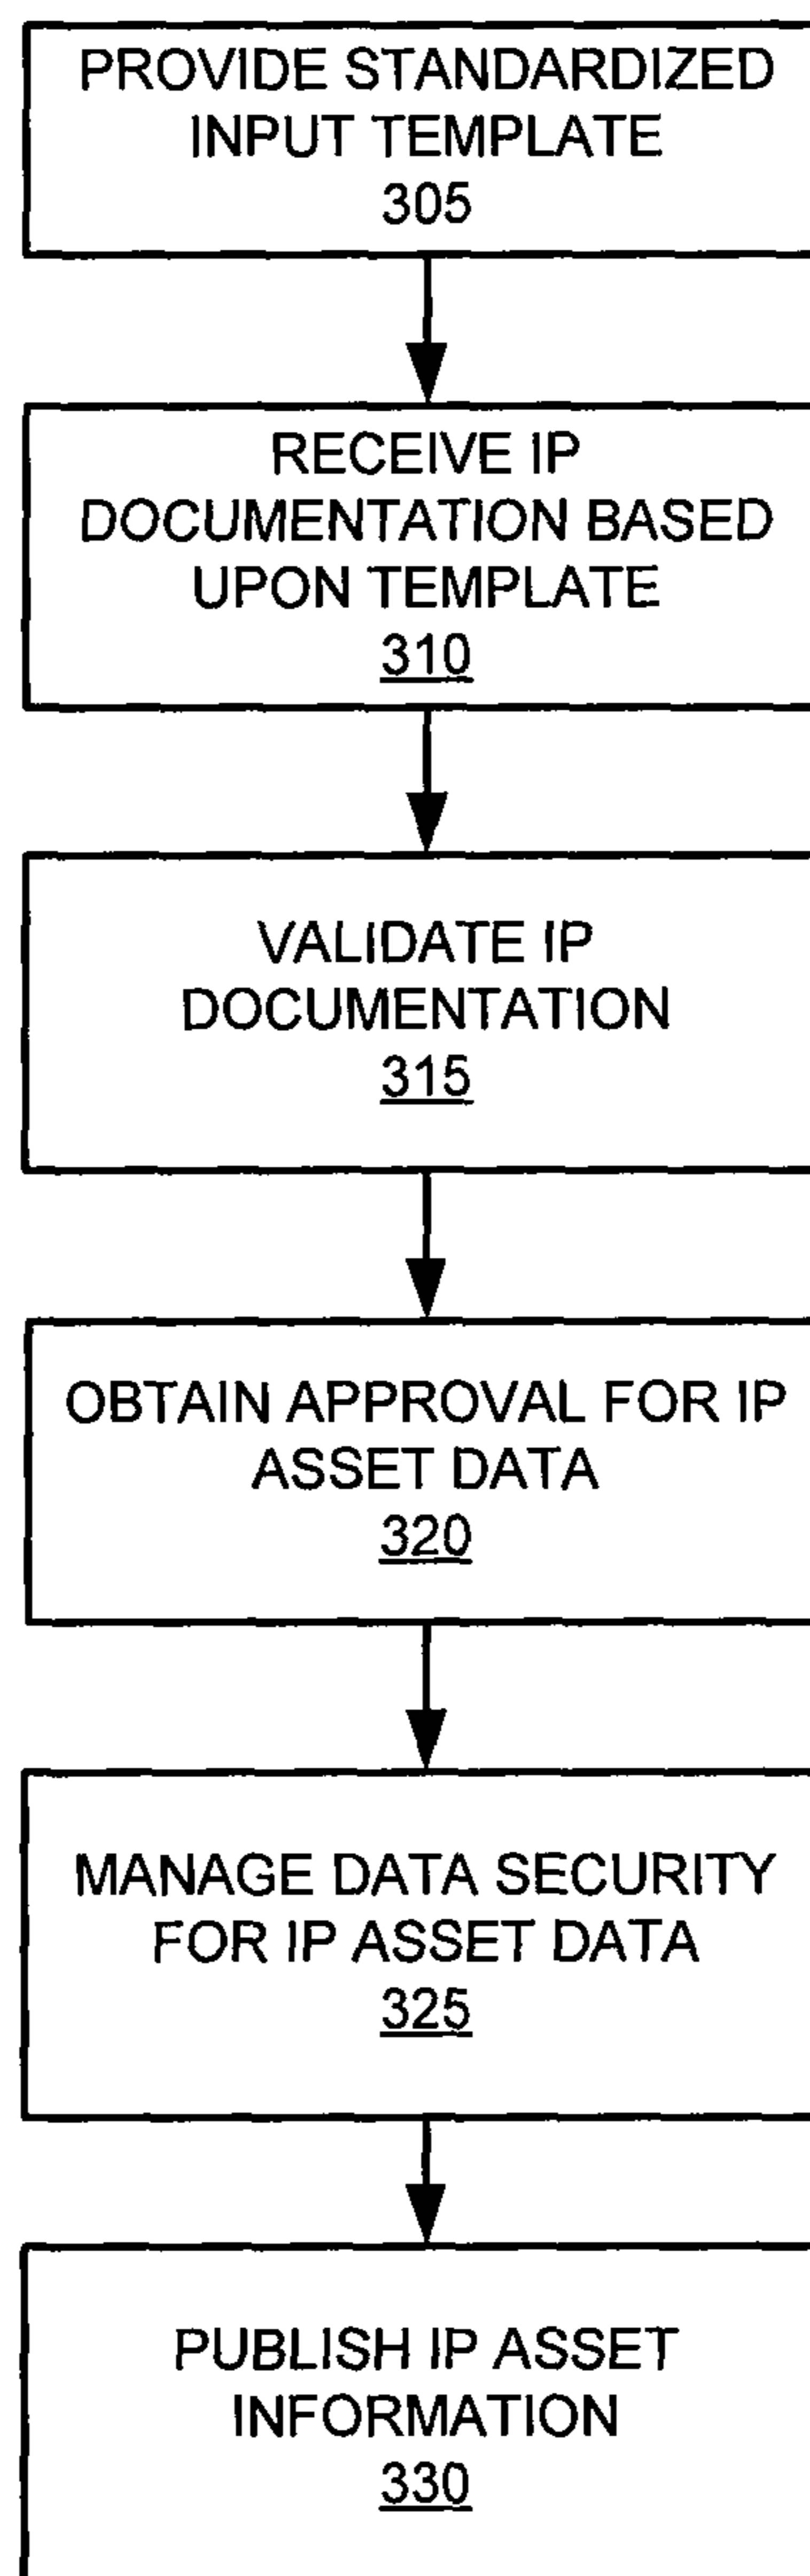 PROVIDE STANDARDIZED
INPUT TEMPLATE
305
RECEIVE IP
DOCUMENTATION BASED
UPON TEMPLATE
310
VALIDATE IP
DOCUMENTATION
315
OBTAIN APPROVAL FOR IP
ASSET DATA
320
MANAGE DATA SECURITY
FOR IP ASSET DATA
325
PUBLISH IP ASSET
INFORMATION
330